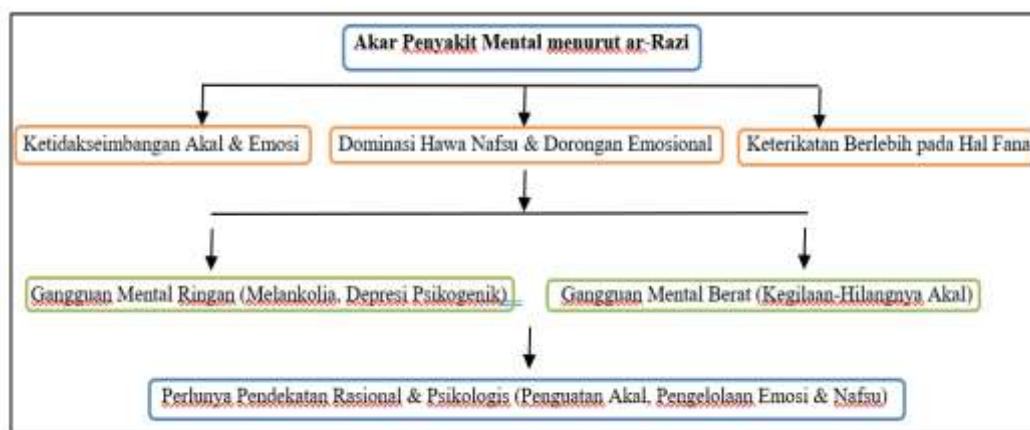 Akar Penyakit Mental menurut ar-Razi
Ketidakseimbangan Akal & Emosi
Dominasi Hawa Nafsu & Dorongan Emosional
Keterikatan Berlebih pada Hal Fana
Gangguan Mental Ringan (Melankolia, Depresi Psikogenik)
Gangguan Mental Berat (Kegilaan-Hilangnya Akal)
Perlunya Pendekatan Rasional & Psikologis (Penguatan Akal, Pengelolaan Emosi & Nafsu)